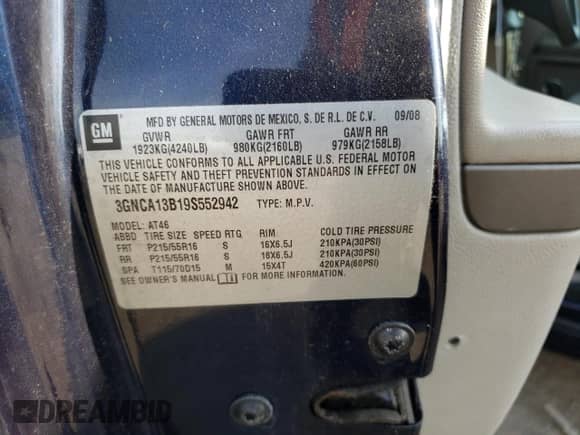 GM
MFD BY GENERAL MOTORS DE MEXICO, S. DE R.L. DE C.V. 09/08
GVWR GAWR FRT GAWR RR
1923KG(4240LB) 980KG(2160LB) 979KG(2158LB)
THIS VEHICLE CONFORMS TO ALL APPLICABLE U.S. FEDERAL MOTOR
VEHICLE SAFETY AND THEFT PREVENTION STANDARDS IN EFFECT
ON THE DATE OF MANUFACTURE SHOWN ABOVE.
3GNCA13B19S552942 TYPE: M.P.V.
MODEL: AT46
ABBD TIRE SIZE SPEED RTG RIM COLD TIRE PRESSURE
FRT P215/55R16 S 16X6.5J 210KPA(30PSI)
RR P215/55R16 S 16X6.5J 210KPA(30PSI)
SPA T115/70D15 M 15X4T 420KPA(60PSI)
SEE OWNER'S MANUAL FOR MORE INFORMATION.
DREAMBID